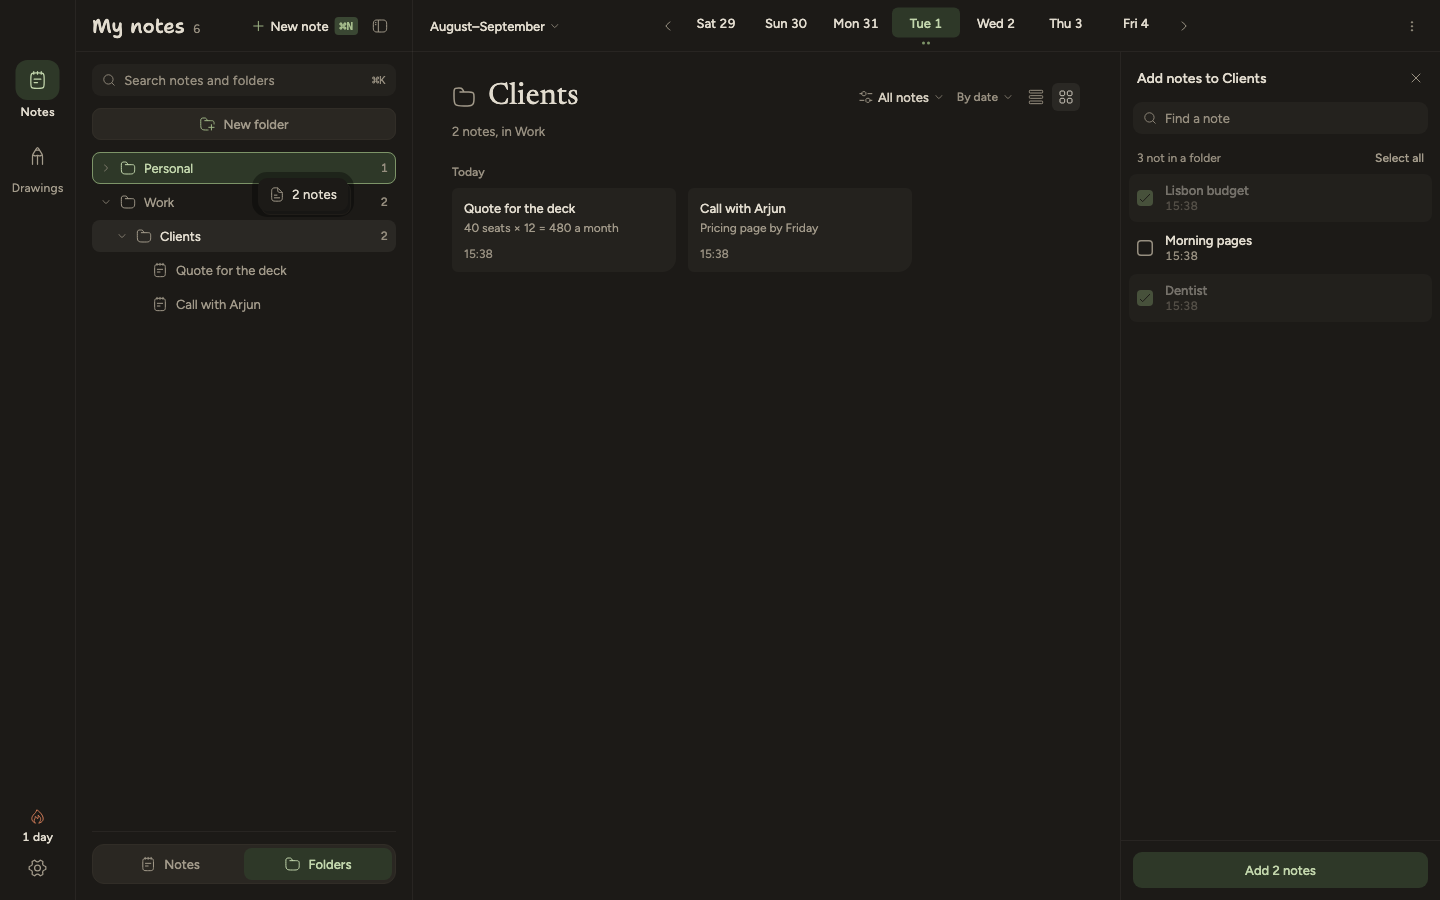 My notes 6
New note ⌘N
August–September
Sat 29
Sun 30
Mon 31
Tue 1
Wed 2
Thu 3
Fri 4
Notes
Drawings
1 day
Search notes and folders ⌘K
New folder
Personal 1
2 notes
Work 2
Clients 2
Quote for the deck
Call with Arjun
Notes
Folders
Clients
All notes
By date
2 notes, in Work
Today
Quote for the deck
40 seats × 12 = 480 a month
15:38
Call with Arjun
Pricing page by Friday
15:38
Add notes to Clients
Find a note
3 not in a folder
Select all
Lisbon budget
15:38
Morning pages
15:38
Dentist
15:38
Add 2 notes